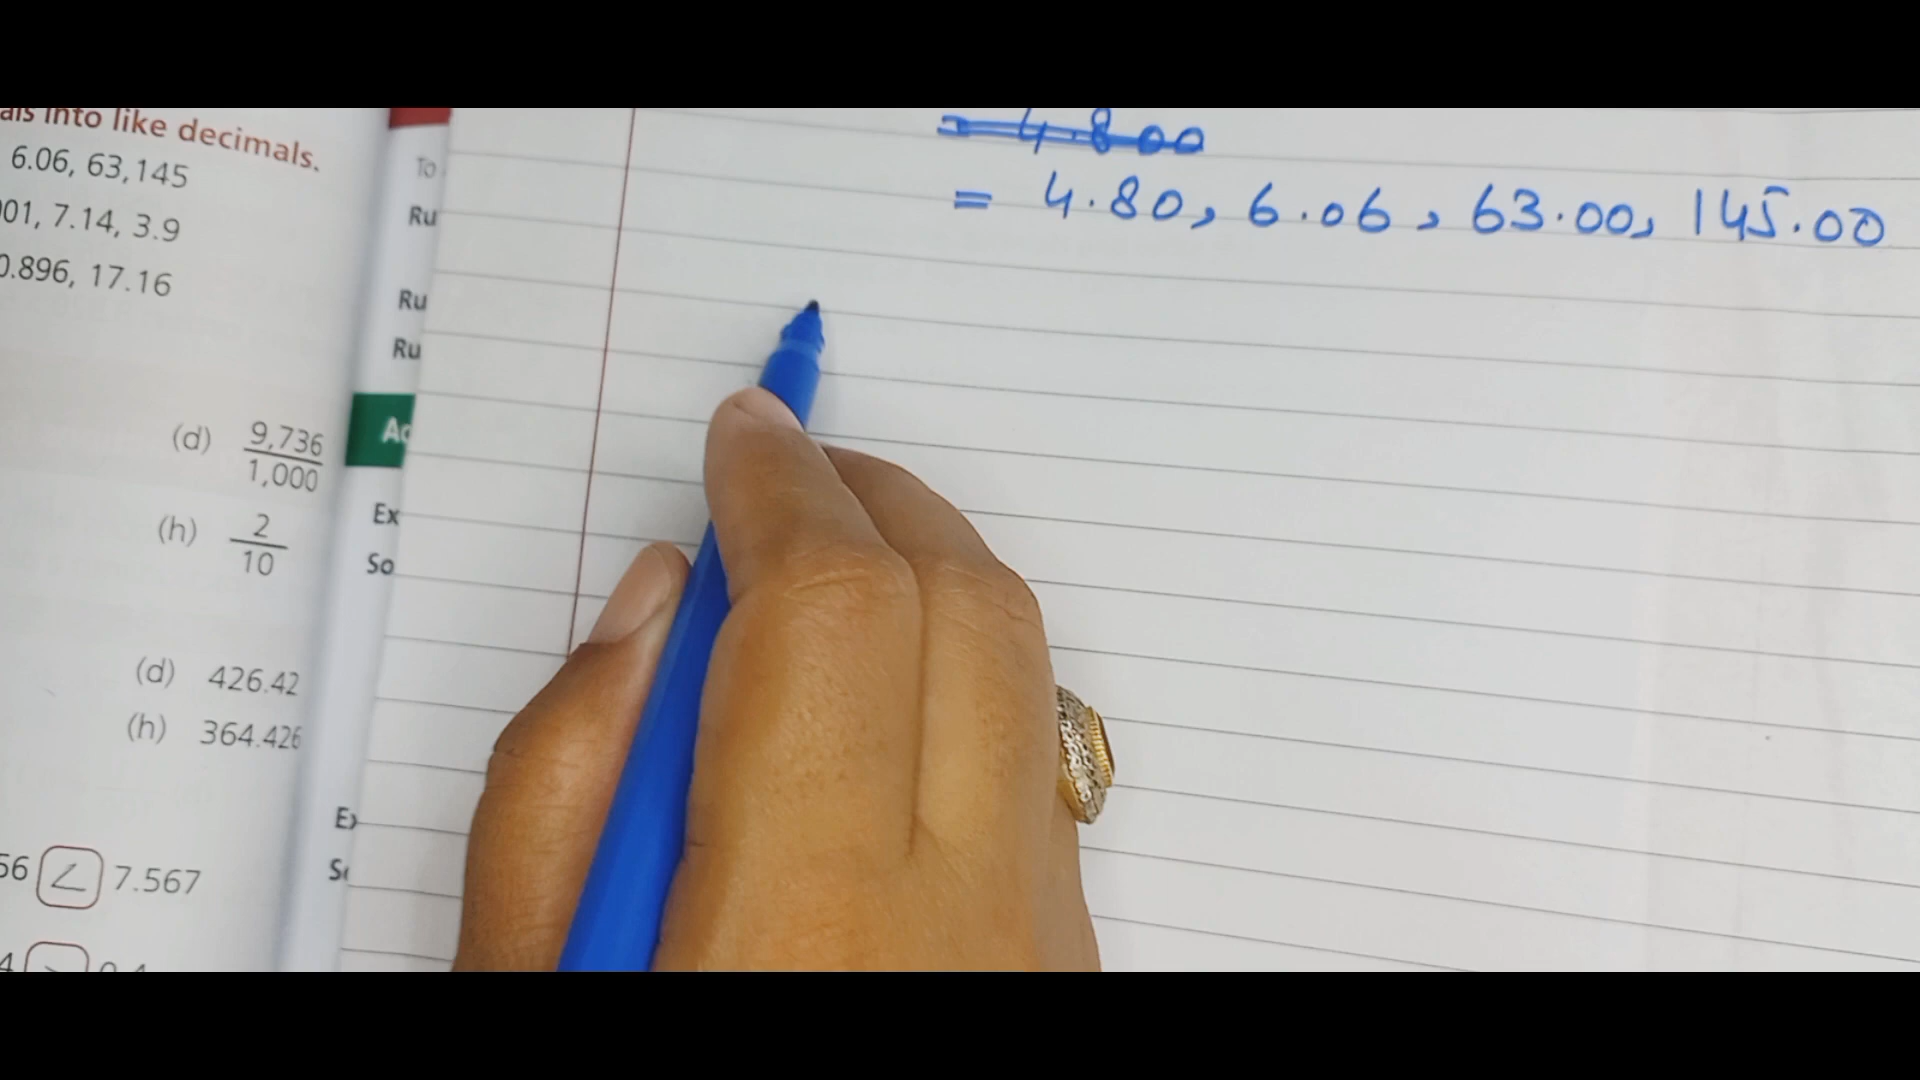 into like decimals.
6.06, 63,145
01, 7.14, 3.9
0.896, 17.16
(d) 9,736
1,000
(h) 2
10
(d) 426.42
(h) 364.426
56 < 7.567
To
Ru
Ru
Ru
Ex
So
= 4.800
= 4.80, 6.06, 63.00, 145.00